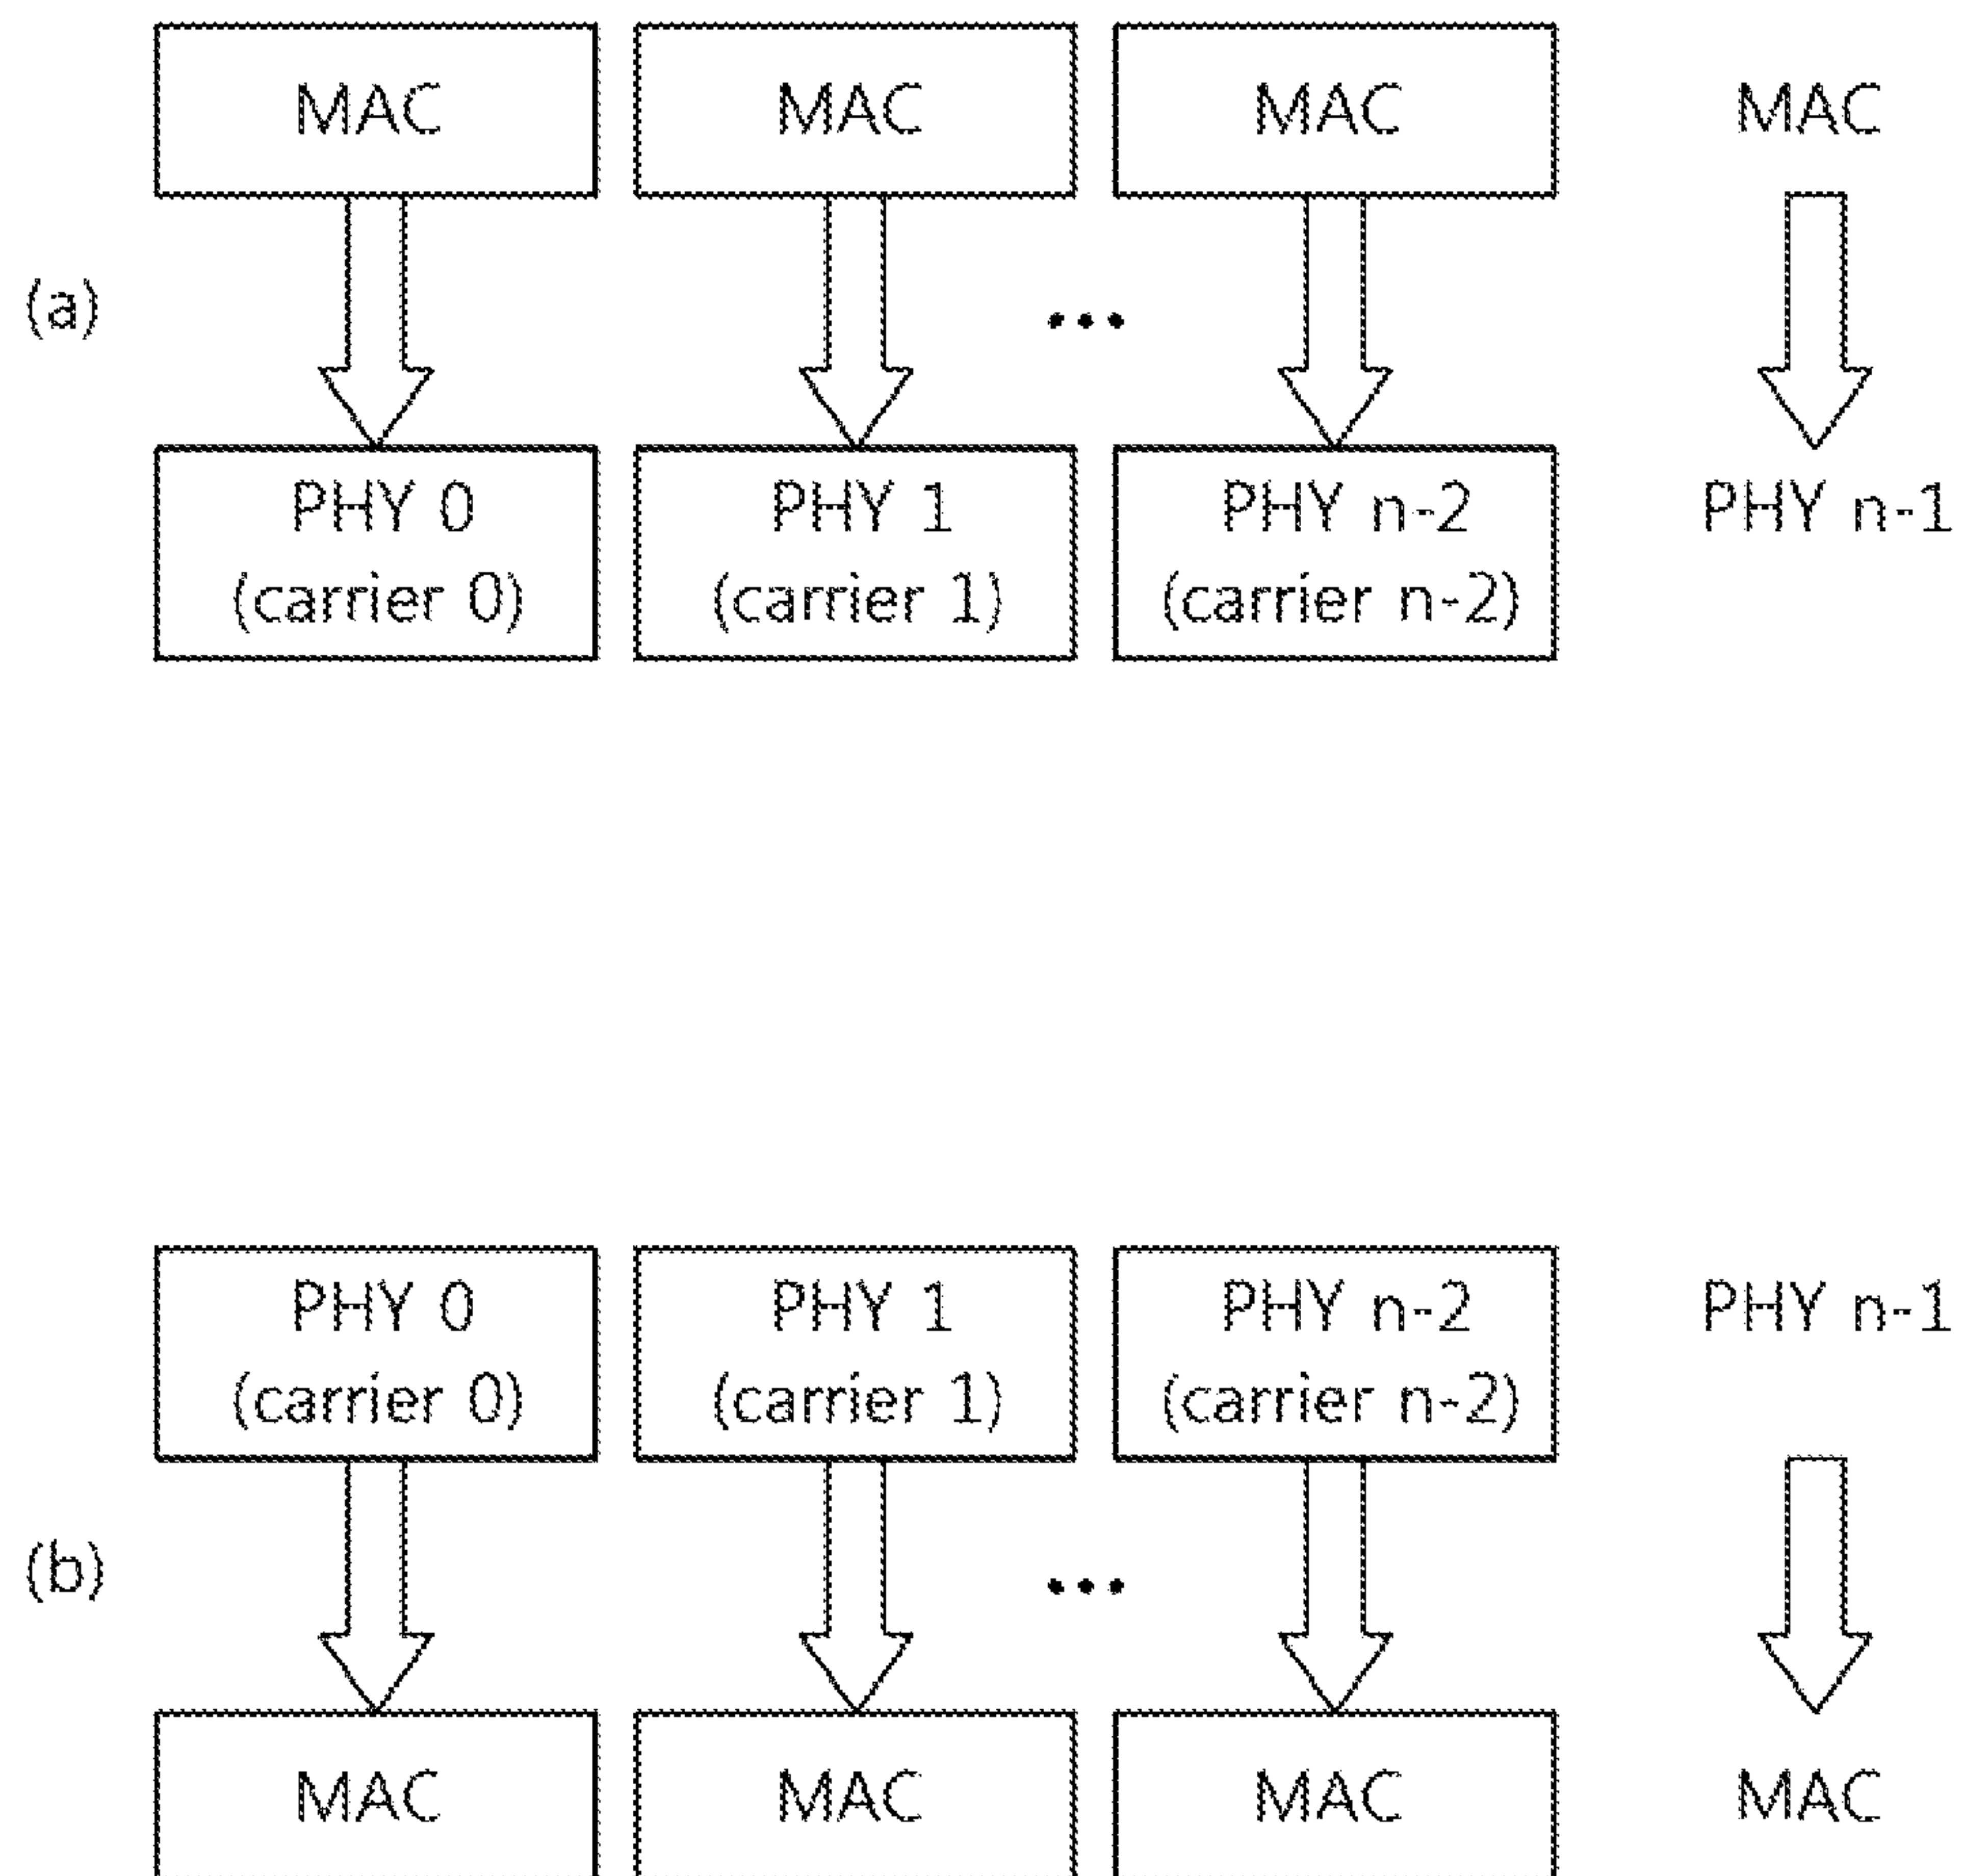 MAC MAC MAC MAC
(a)
...
PHY 0 PHY 1 PHY n-2 PHY n-1
(carrier 0) (carrier 1) (carrier n-2)
PHY 0 PHY 1 PHY n-2 PHY n-1
(carrier 0) (carrier 1) (carrier n-2)
(b)
...
MAC MAC MAC MAC